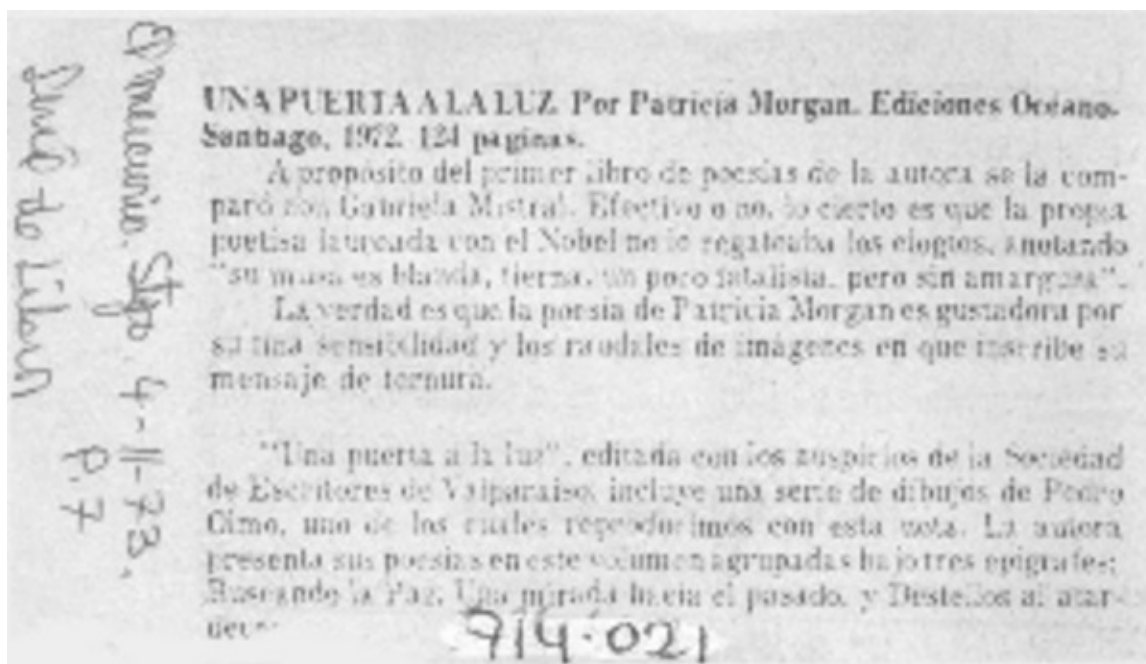 El Mercurio. Stgo. 4-11-73.
p. 7
UNA PUERTA A LA LUZ Por Patricia Morgan. Ediciones Océano.
Santiago, 1972. 124 paginas.
A propósito del primer libro de poesías de la autora se la com-
paró con Gabriela Mistral. Efectivo o no, lo cierto es que la propia
poetisa laureada con el Nobel no le regateaba los elogios, anotando
"su musa es blanda, tierna, un poco fatalista, pero sin amargura".
La verdad es que la poesía de Patricia Morgan es gustadora por
su fina sensibilidad y los raudales de imágenes en que inscribe su
mensaje de ternura.
"Una puerta a la luz", editada con los auspicios de la Sociedad
de Escritores de Valparaíso, incluye una serie de dibujos de Pedro
Olmo, uno de los cuales reproducimos con esta nota. La autora
presenta sus poesías en este volumen agrupadas bajo tres epígrafes:
Buscando la Paz, Una mirada hacia el pasado, y Destellos al atar-
714-021